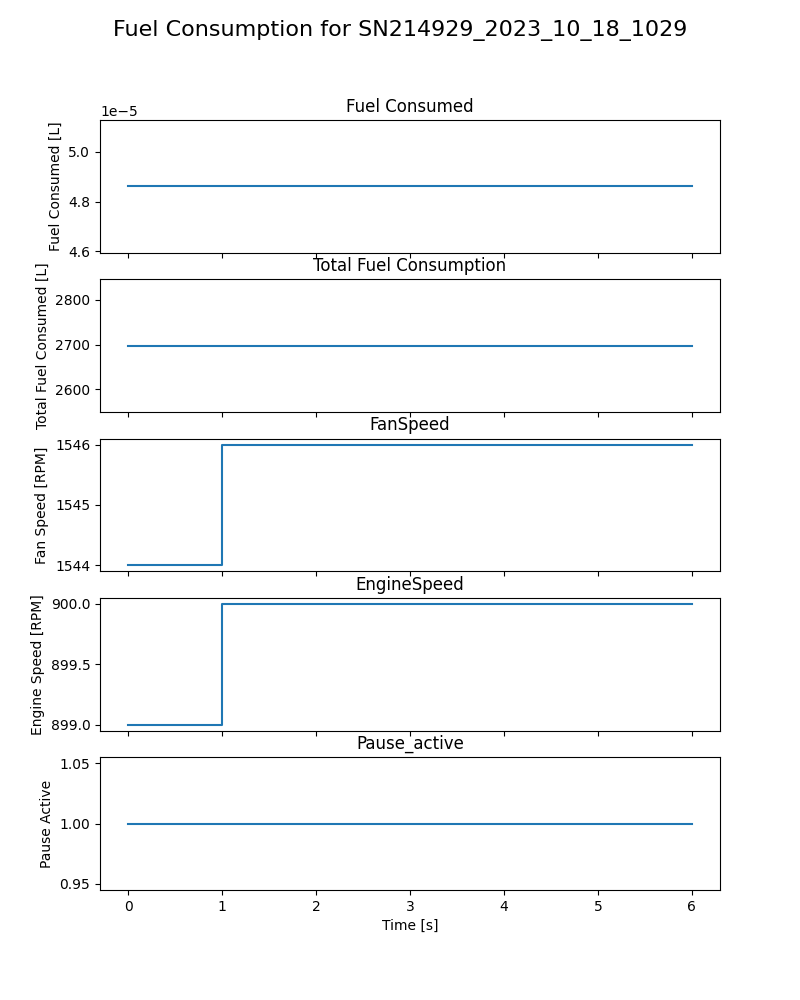 Fuel Consumption for SN214929_2023_10_18_1029
Fuel Consumed
1e−5
Fuel Consumed [L]
5.0
4.8
4.6
Total Fuel Consumption
Total Fuel Consumed [L]
2800
2700
2600
FanSpeed
Fan Speed [RPM]
1546
1545
1544
EngineSpeed
Engine Speed [RPM]
900.0
899.5
899.0
Pause_active
Pause Active
1.05
1.00
0.95
0 1 2 3 4 5 6
Time [s]